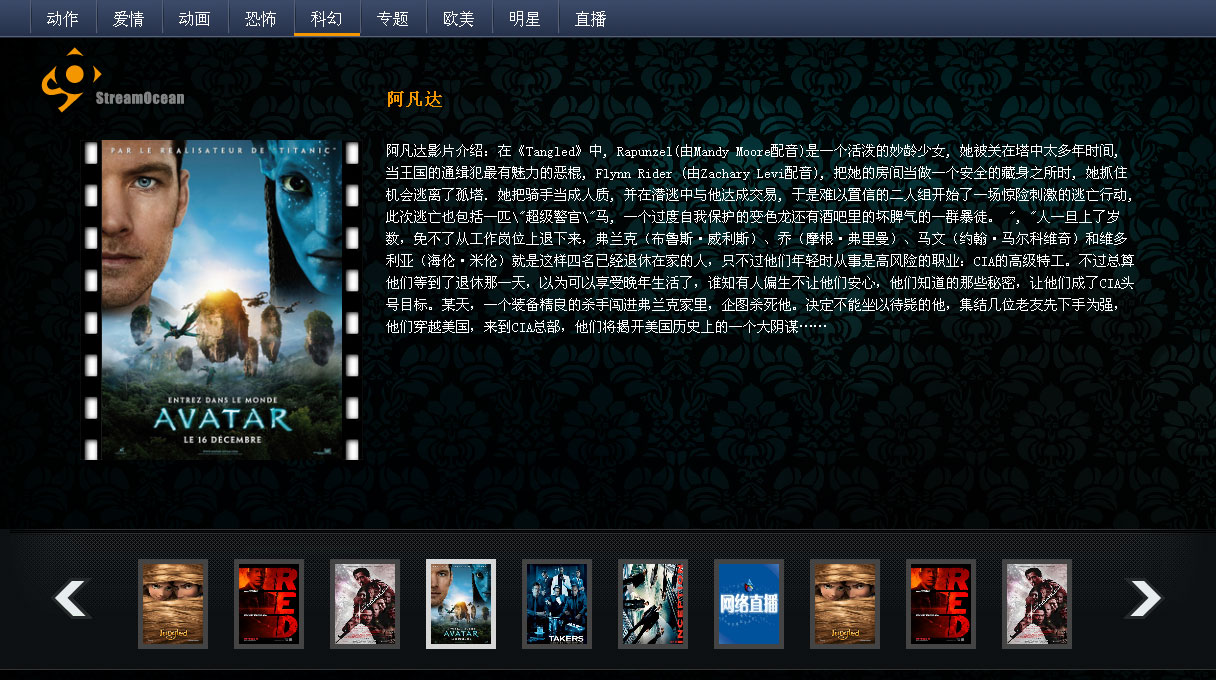 动作 爱情 动画 恐怖 科幻 专题 欧美 明星 直播
StreamOcean
阿凡达
PAR LE RÉALISATEUR DE "TITANIC"
阿凡达影片介绍：在《Tangled》中, Rapunzel(由Mandy Moore配音)是一个活泼的妙龄少女, 她被关在塔中太多年时间,
当王国的通缉犯最有魅力的恶棍, Flynn Rider (由Zachary Levi配音), 把她的房间当做一个安全的藏身之所时, 她抓住
机会逃离了孤塔. 她把骑手当成人质, 并在潜逃中与他达成交易, 于是难以置信的二人组开始了一场惊险刺激的逃亡行动,
此次逃亡也包括一匹\"超级警官\"马, 一个过度自我保护的变色龙还有酒吧里的坏脾气的一群暴徒。 ", "人一旦上了岁
数，免不了从工作岗位上退下来，弗兰克（布鲁斯·威利斯）、乔（摩根·弗里曼）、马文（约翰·马尔科维奇）和维多
利亚（海伦·米伦）就是这样四名已经退休在家的人，只不过他们年轻时从事是高风险的职业：CIA的高级特工。不过总算
他们等到了退休那一天，以为可以享受晚年生活了，谁知有人偏生不让他们安心，他们知道的那些秘密，让他们成了CIA头
号目标。某天，一个装备精良的杀手闯进弗兰克家里，企图杀死他。决定不能坐以待毙的他，集结几位老友先下手为强，
他们穿越美国，来到CIA总部，他们将揭开美国历史上的一个大阴谋……
ENTREZ DANS LE MONDE
AVATAR
LE 16 DÉCEMBRE
Tangled RED AVATAR TAKERS INCEPTION 网络直播 Tangled RED